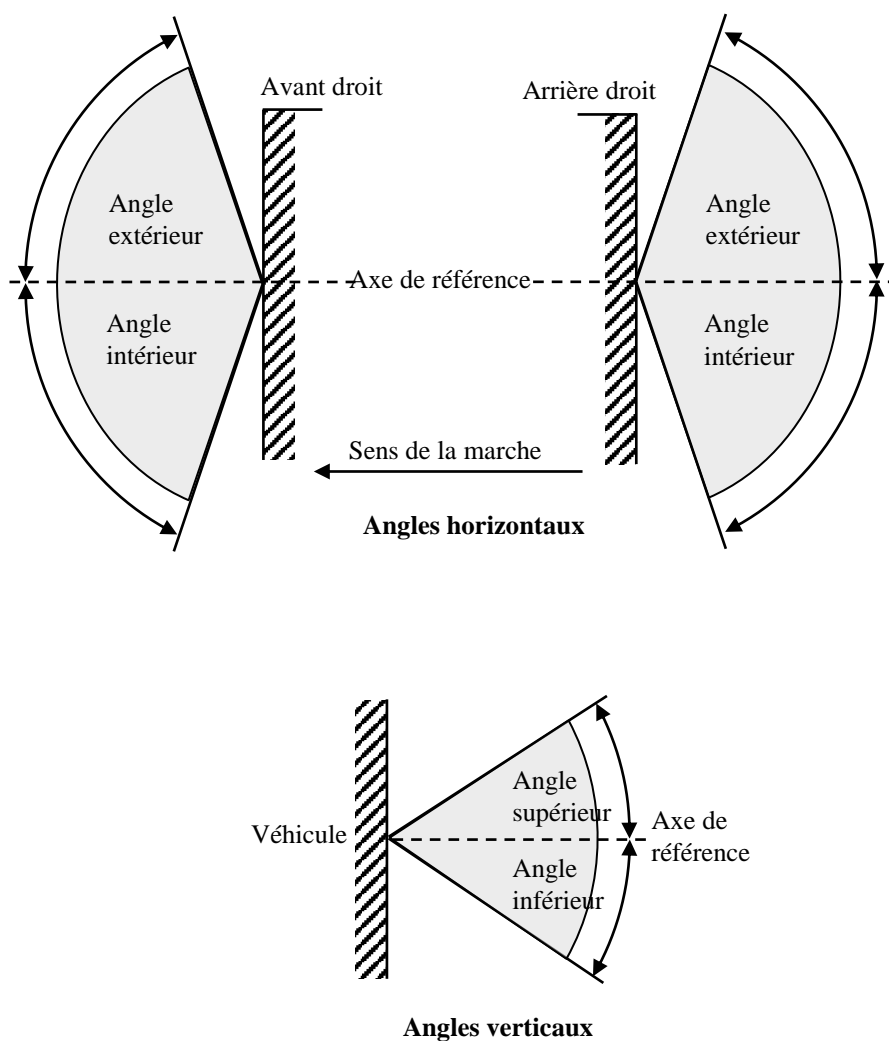 Avant droit
Arrière droit
Angle
extérieur
Angle
extérieur
Axe de référence
Angle
intérieur
Angle
intérieur
Sens de la marche
Angles horizontaux
Angle
supérieur
Véhicule
Axe de
référence
Angle
inférieur
Angles verticaux